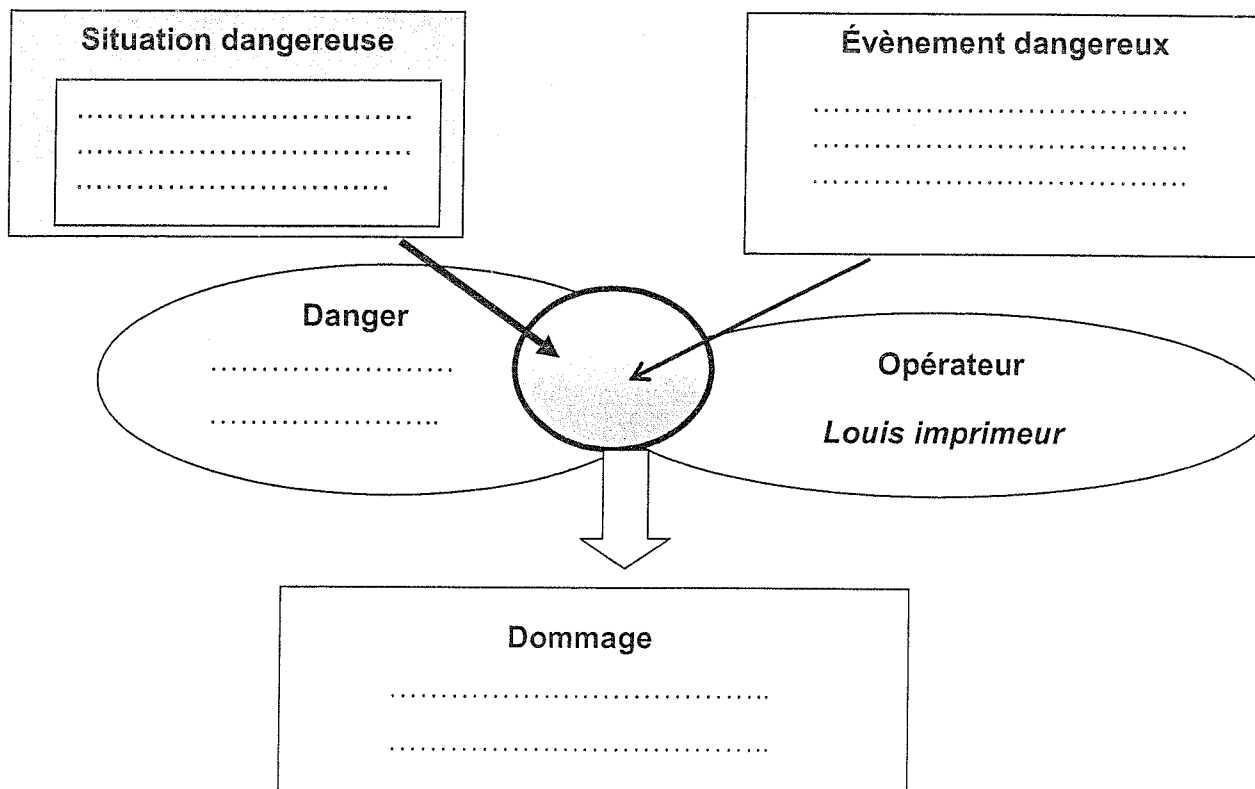 Situation dangereuse
..................................
..................................
................................
Évènement dangereux
......................................
......................................
......................................
Danger
.........................
........................
Opérateur
Louis imprimeur
Dommage
......................................
......................................